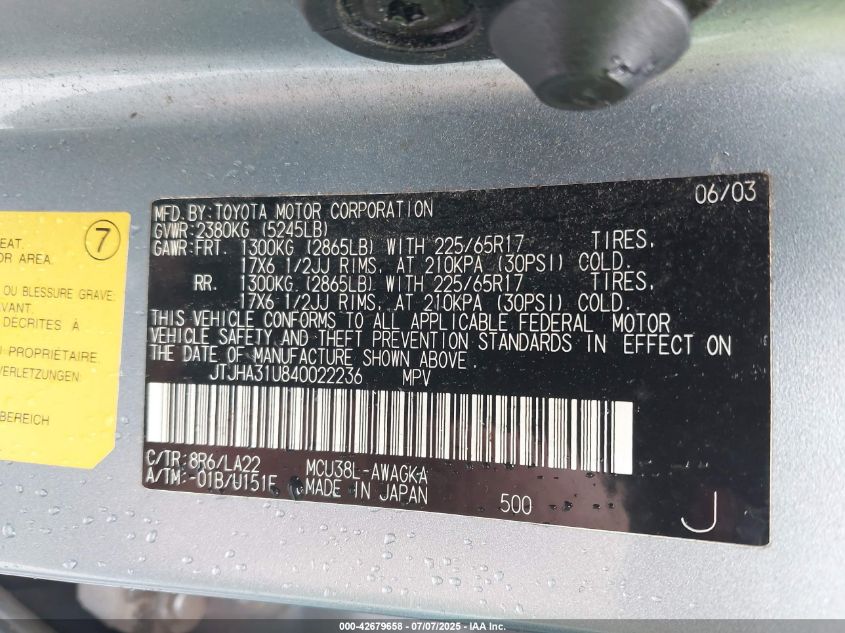 06/03
MFD. BY: TOYOTA MOTOR CORPORATION
GVWR: 2380KG (5245LB)
GAWR: FRT. 1300KG (2865LB) WITH 225/65R17 TIRES,
17X6 1/2JJ RIMS, AT 210KPA (30PSI) COLD.
RR. 1300KG (2865LB) WITH 225/65R17 TIRES,
17X6 1/2JJ RIMS, AT 210KPA (30PSI) COLD.
THIS VEHICLE CONFORMS TO ALL APPLICABLE FEDERAL MOTOR
VEHICLE SAFETY AND THEFT PREVENTION STANDARDS IN EFFECT ON
THE DATE OF MANUFACTURE SHOWN ABOVE.
JTJHA31U840022236 MPV
C/TR: 8R6/LA22 MCU38L-AWAGK-A
A/TM: -01B/U151F MADE IN JAPAN 500 J
7
EAT.
OR AREA.
OU BLESSURE GRAVE;
AVANT.
DÉCRITES À
U PROPRIÉTAIRE.
VERLETZUNGEN:
BEREICH
000-42679658 - 07/07/2025 - IAA Inc.